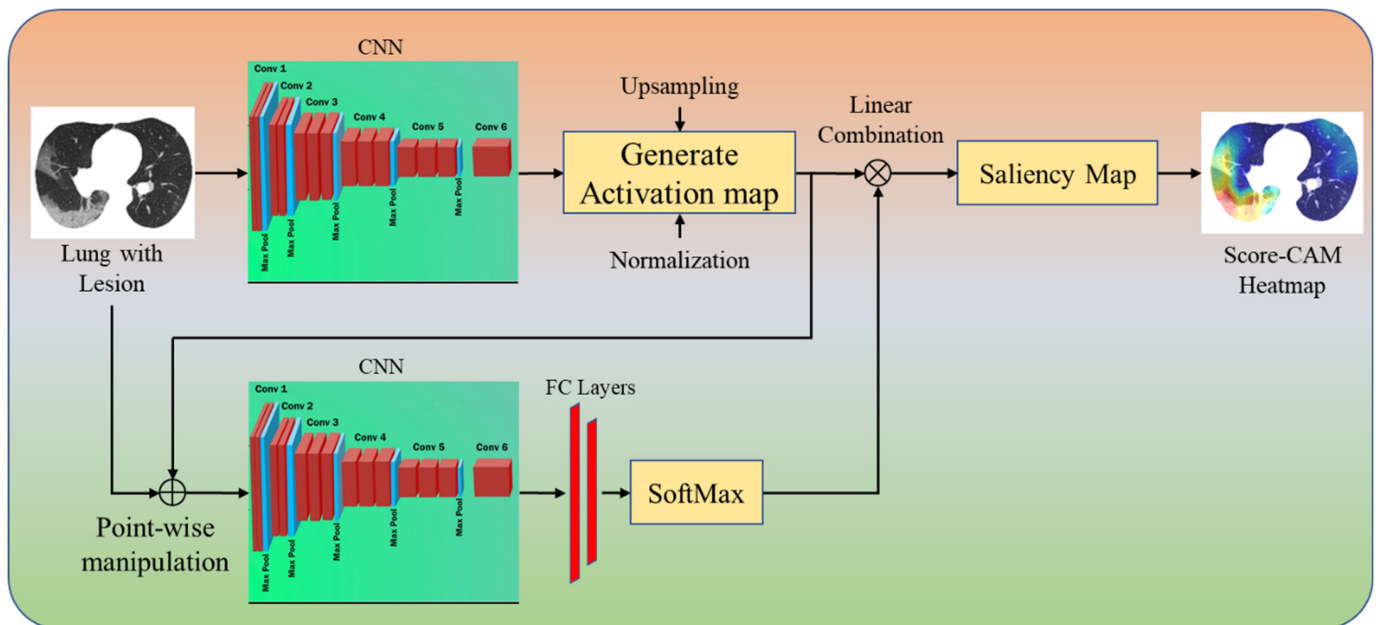 CNN
Conv 1
Conv 2
Conv 3
Conv 4
Conv 5
Conv 6
Max Pool
Max Pool
Max Pool
Max Pool
Max Pool
Lung with
Lesion
Upsampling
Generate
Activation map
Normalization
Linear
Combination
Saliency Map
Score-CAM
Heatmap
CNN
Conv 1
Conv 2
Conv 3
Conv 4
Conv 5
Conv 6
Max Pool
Max Pool
Max Pool
Max Pool
Max Pool
Point-wise
manipulation
FC Layers
SoftMax